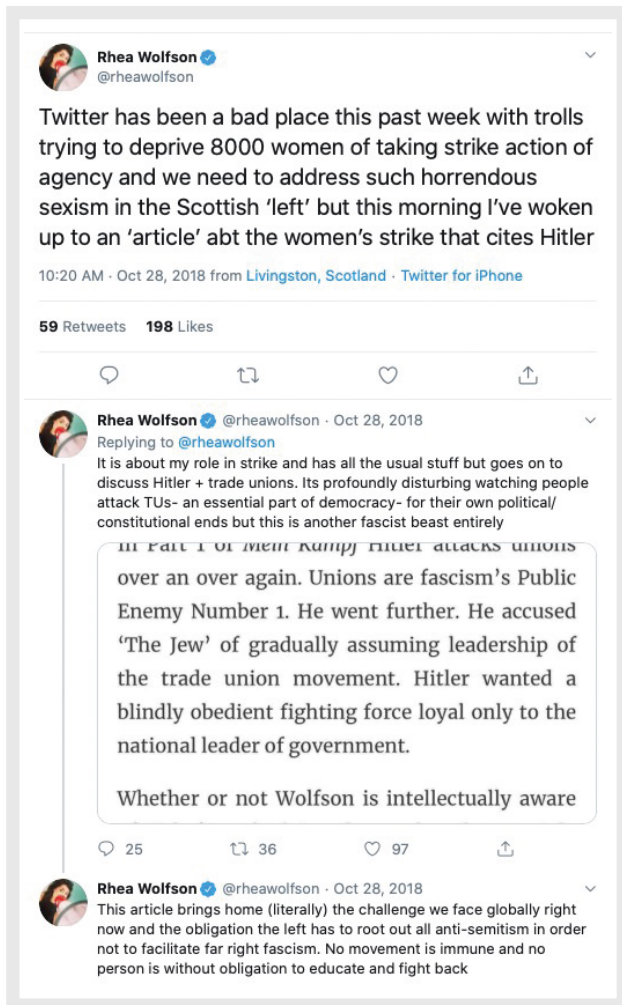 Rhea Wolfson
@rheawolfson
Twitter has been a bad place this past week with trolls
trying to deprive 8000 women of taking strike action of
agency and we need to address such horrendous
sexism in the Scottish ‘left’ but this morning I’ve woken
up to an ‘article’ abt the women’s strike that cites Hitler
10:20 AM · Oct 28, 2018 from Livingston, Scotland · Twitter for iPhone
59 Retweets 198 Likes
Rhea Wolfson @rheawolfson · Oct 28, 2018
Replying to @rheawolfson
It is about my role in strike and has all the usual stuff but goes on to
discuss Hitler + trade unions. Its profoundly disturbing watching people
attack TUs- an essential part of democracy- for their own political/
constitutional ends but this is another fascist beast entirely
In Part 1 of Mein Kampf Hitler attacks unions
over an over again. Unions are fascism’s Public
Enemy Number 1. He went further. He accused
‘The Jew’ of gradually assuming leadership of
the trade union movement. Hitler wanted a
blindly obedient fighting force loyal only to the
national leader of government.
Whether or not Wolfson is intellectually aware
25 36 97
Rhea Wolfson @rheawolfson · Oct 28, 2018
This article brings home (literally) the challenge we face globally right
now and the obligation the left has to root out all anti-semitism in order
not to facilitate far right fascism. No movement is immune and no
person is without obligation to educate and fight back